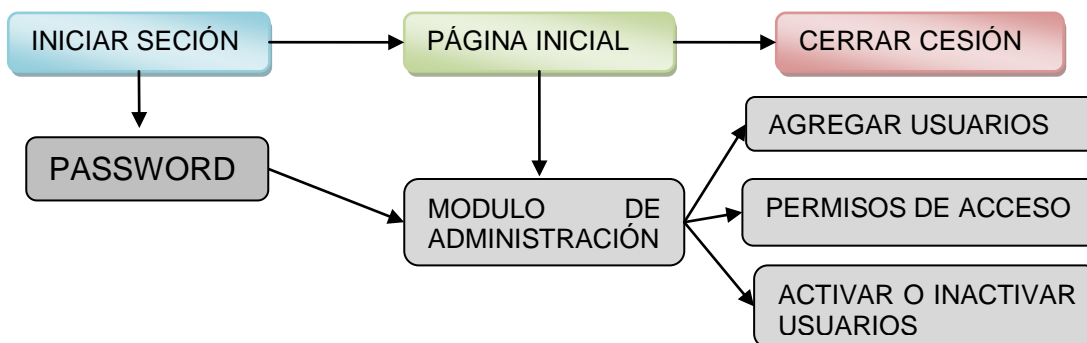 INICIAR SECIÓN
PÁGINA INICIAL
CERRAR CESIÓN
PASSWORD
MODULO DE
ADMINISTRACIÓN
AGREGAR USUARIOS
PERMISOS DE ACCESO
ACTIVAR O INACTIVAR
USUARIOS